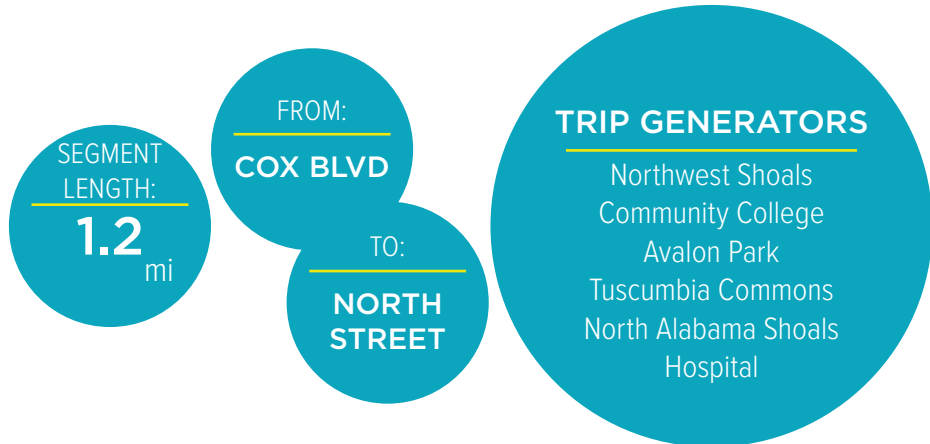 SEGMENT
LENGTH:
1.2
mi
FROM:
COX BLVD
TO:
NORTH
STREET
TRIP GENERATORS
Northwest Shoals
Community College
Avalon Park
Tuscumbia Commons
North Alabama Shoals
Hospital